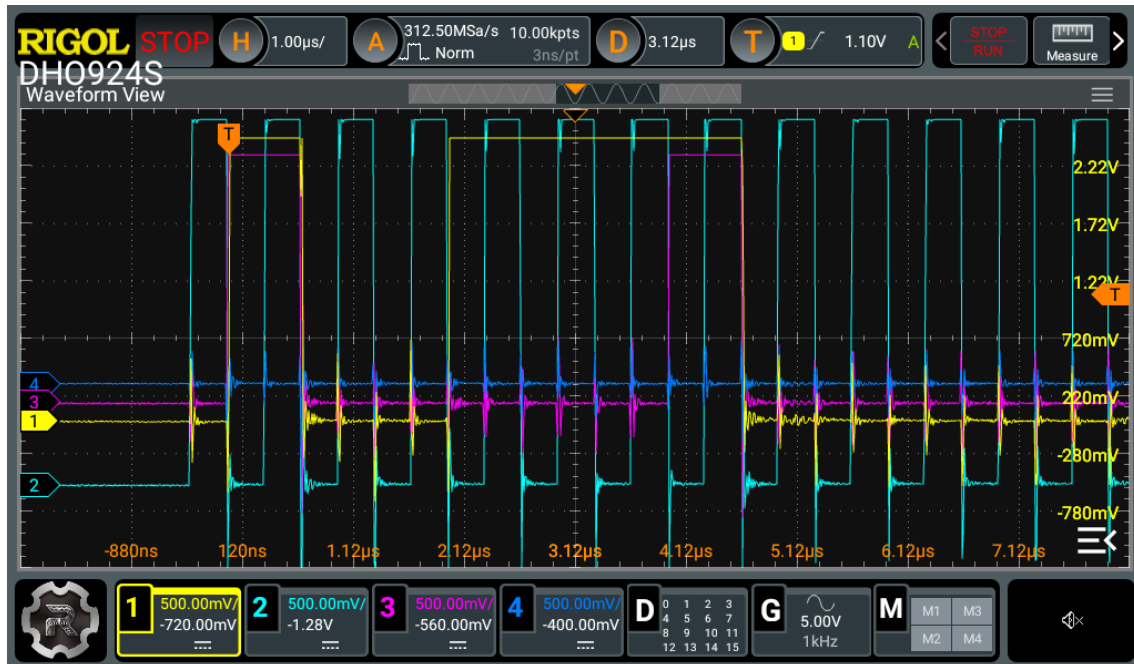 RIGOL STOP H 1.00µs/ A 312.50MSa/s 10.00kpts D 3.12µs T 1 1.10V A < STOP RUN Measure >
Norm 3ns/pt
DHO924S
Waveform View
T
2.22V
1.72V
1.22V
T
720mV
4
3
220mV
1
-280mV
2
-780mV
-880ns 120ns 1.12µs 2.12µs 3.12µs 4.12µs 5.12µs 6.12µs 7.12µs
1 500.00mV/ 2 500.00mV/ 3 500.00mV/ 4 500.00mV/ D 0 1 2 3 G 5.00V M M1 M3
-720.00mV -1.28V -560.00mV -400.00mV 4 5 6 7 1kHz M2 M4
8 9 10 11
12 13 14 15